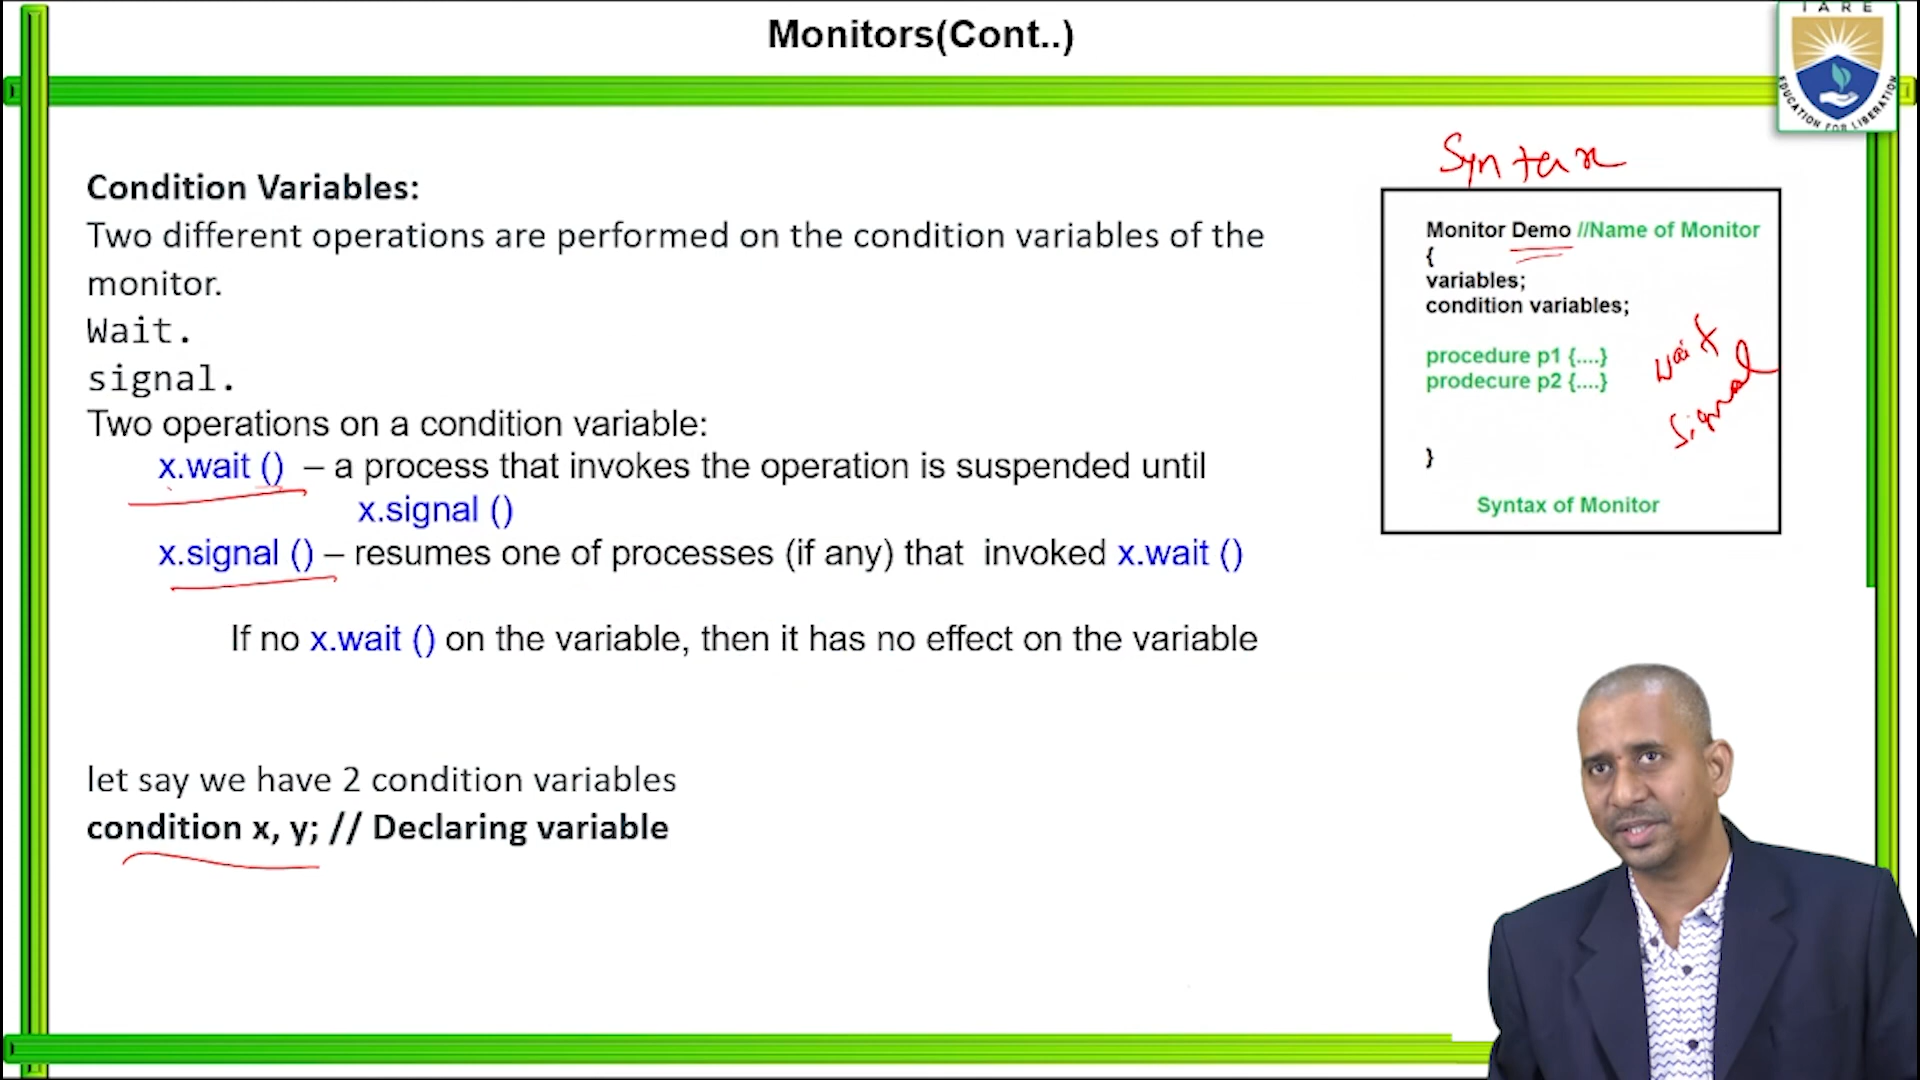 Monitors(Cont..)
IARE
EDUCATION FOR LIBERATION
Condition Variables:
Two different operations are performed on the condition variables of the
monitor.
Wait.
signal.
Two operations on a condition variable:
x.wait () – a process that invokes the operation is suspended until
x.signal ()
x.signal () – resumes one of processes (if any) that invoked x.wait ()
If no x.wait () on the variable, then it has no effect on the variable
let say we have 2 condition variables
condition x, y; // Declaring variable
Syntax
Monitor Demo //Name of Monitor
{
variables;
condition variables;
procedure p1 {....}
prodecure p2 {....}
wait
signal
}
Syntax of Monitor